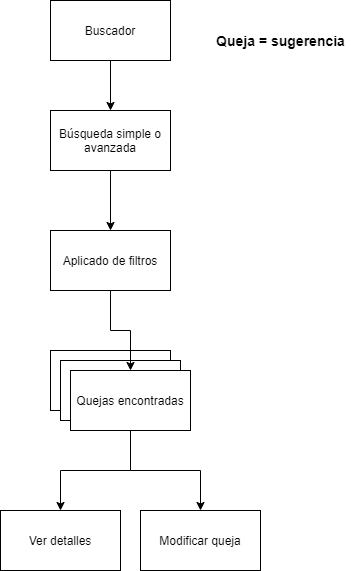 Buscador
Queja = sugerencia
Búsqueda simple o
avanzada
Aplicado de filtros
Quejas encontradas
Ver detalles
Modificar queja